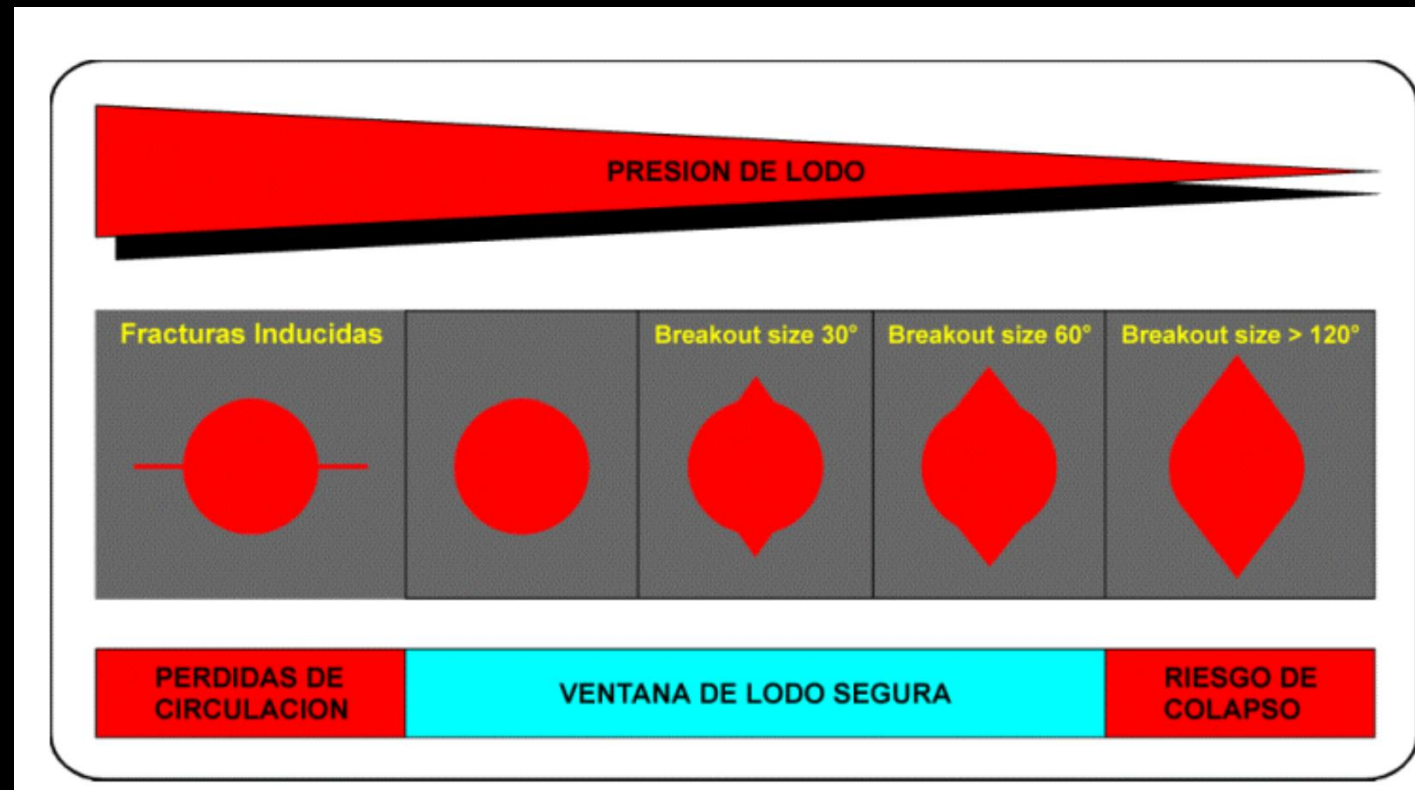 PRESION DE LODO
Fracturas Inducidas
Breakout size 30°
Breakout size 60°
Breakout size > 120°
PERDIDAS DE
CIRCULACION
VENTANA DE LODO SEGURA
RIESGO DE
COLAPSO